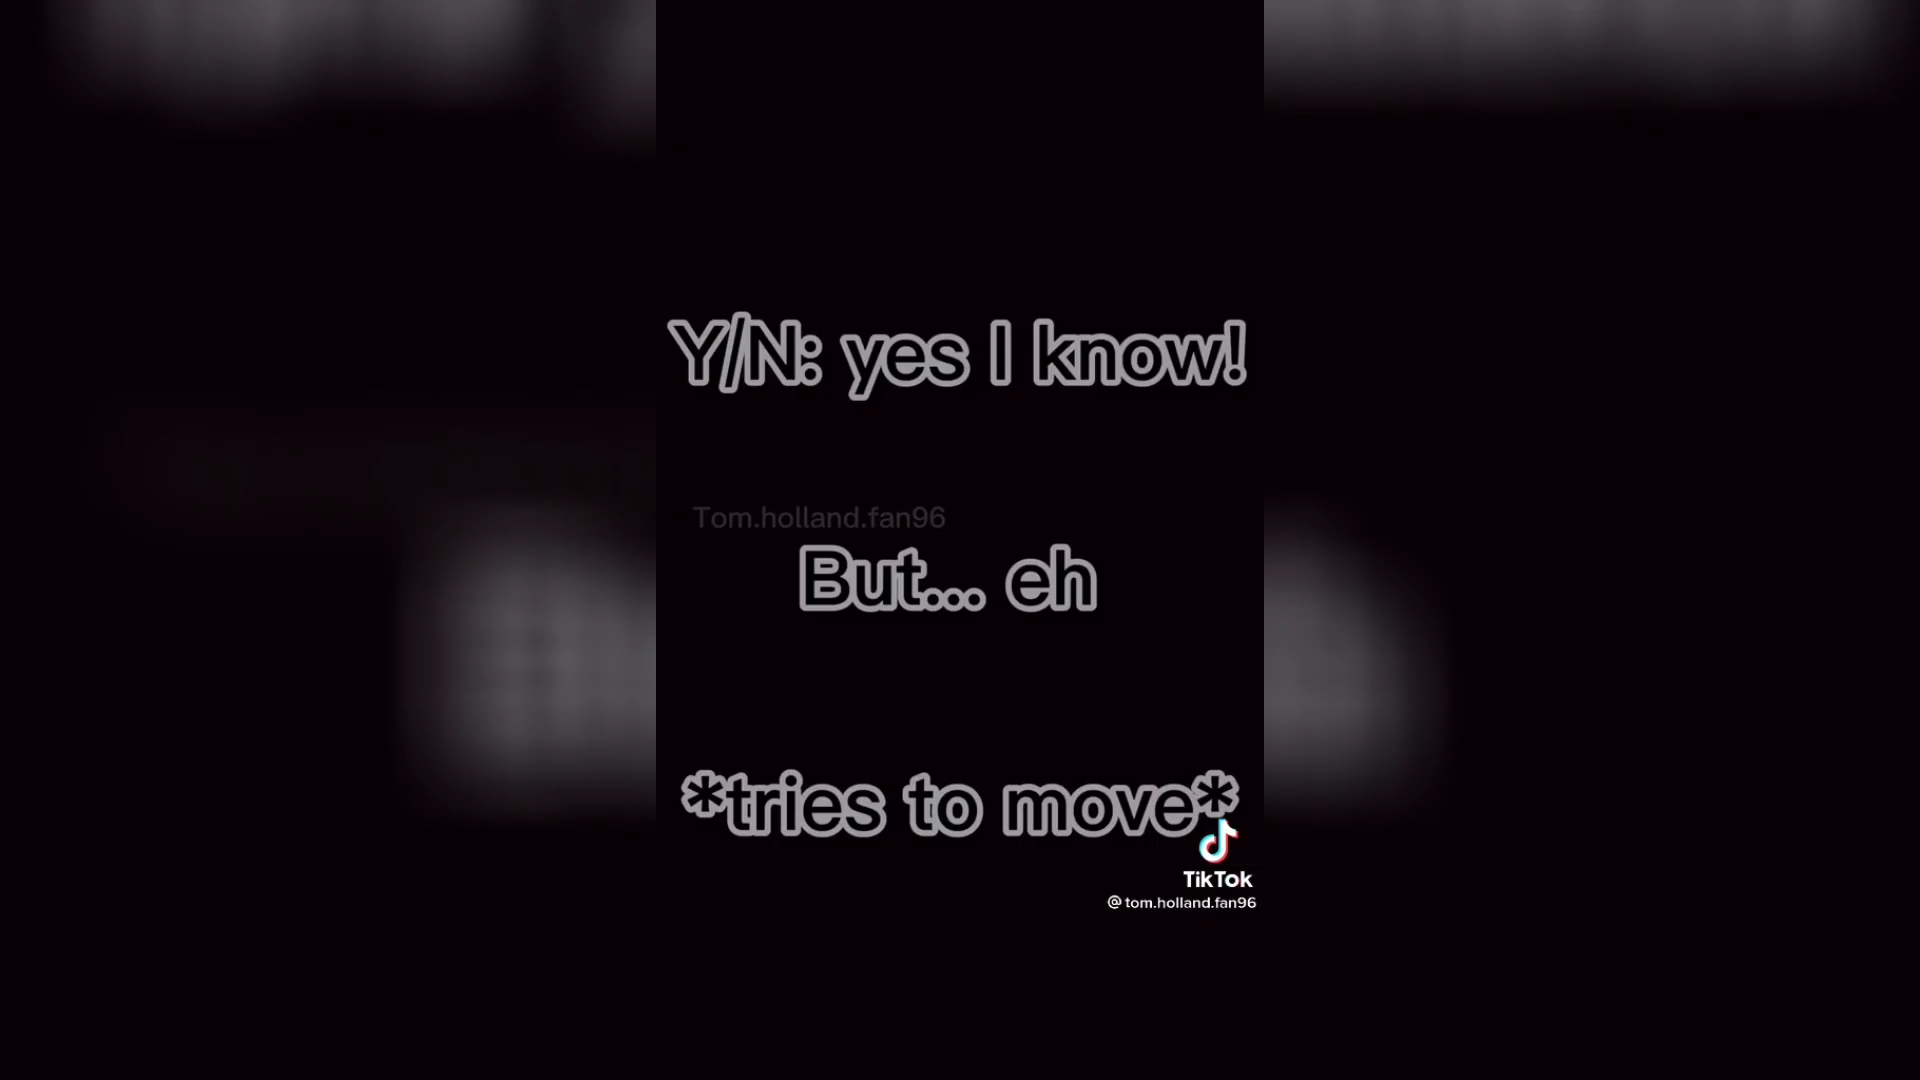 Y/N: yes I know!
Tom.holland.fan96
But... eh
*tries to move*
TikTok
@tom.holland.fan96